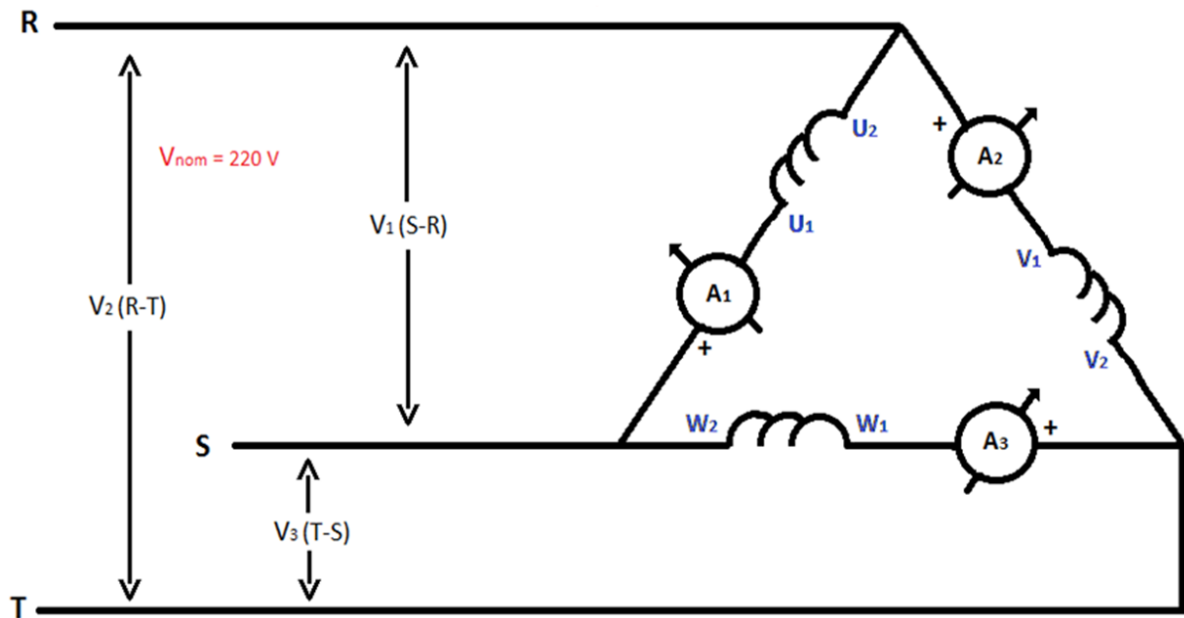 R
Vnom = 220 V
V1 (S-R)
V2 (R-T)
U2
U1
+
A2
V1
V2
A1
+
W2
W1
A3
+
S
V3 (T-S)
T